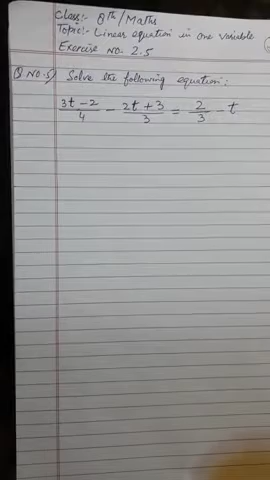 Class:- 8th/Maths
Topic:- Linear equation in one variable
Exercise NO. 2.5
Q NO.5) Solve the following equation:
(3t-2)/4 - (2t+3)/3 = 2/3 - t